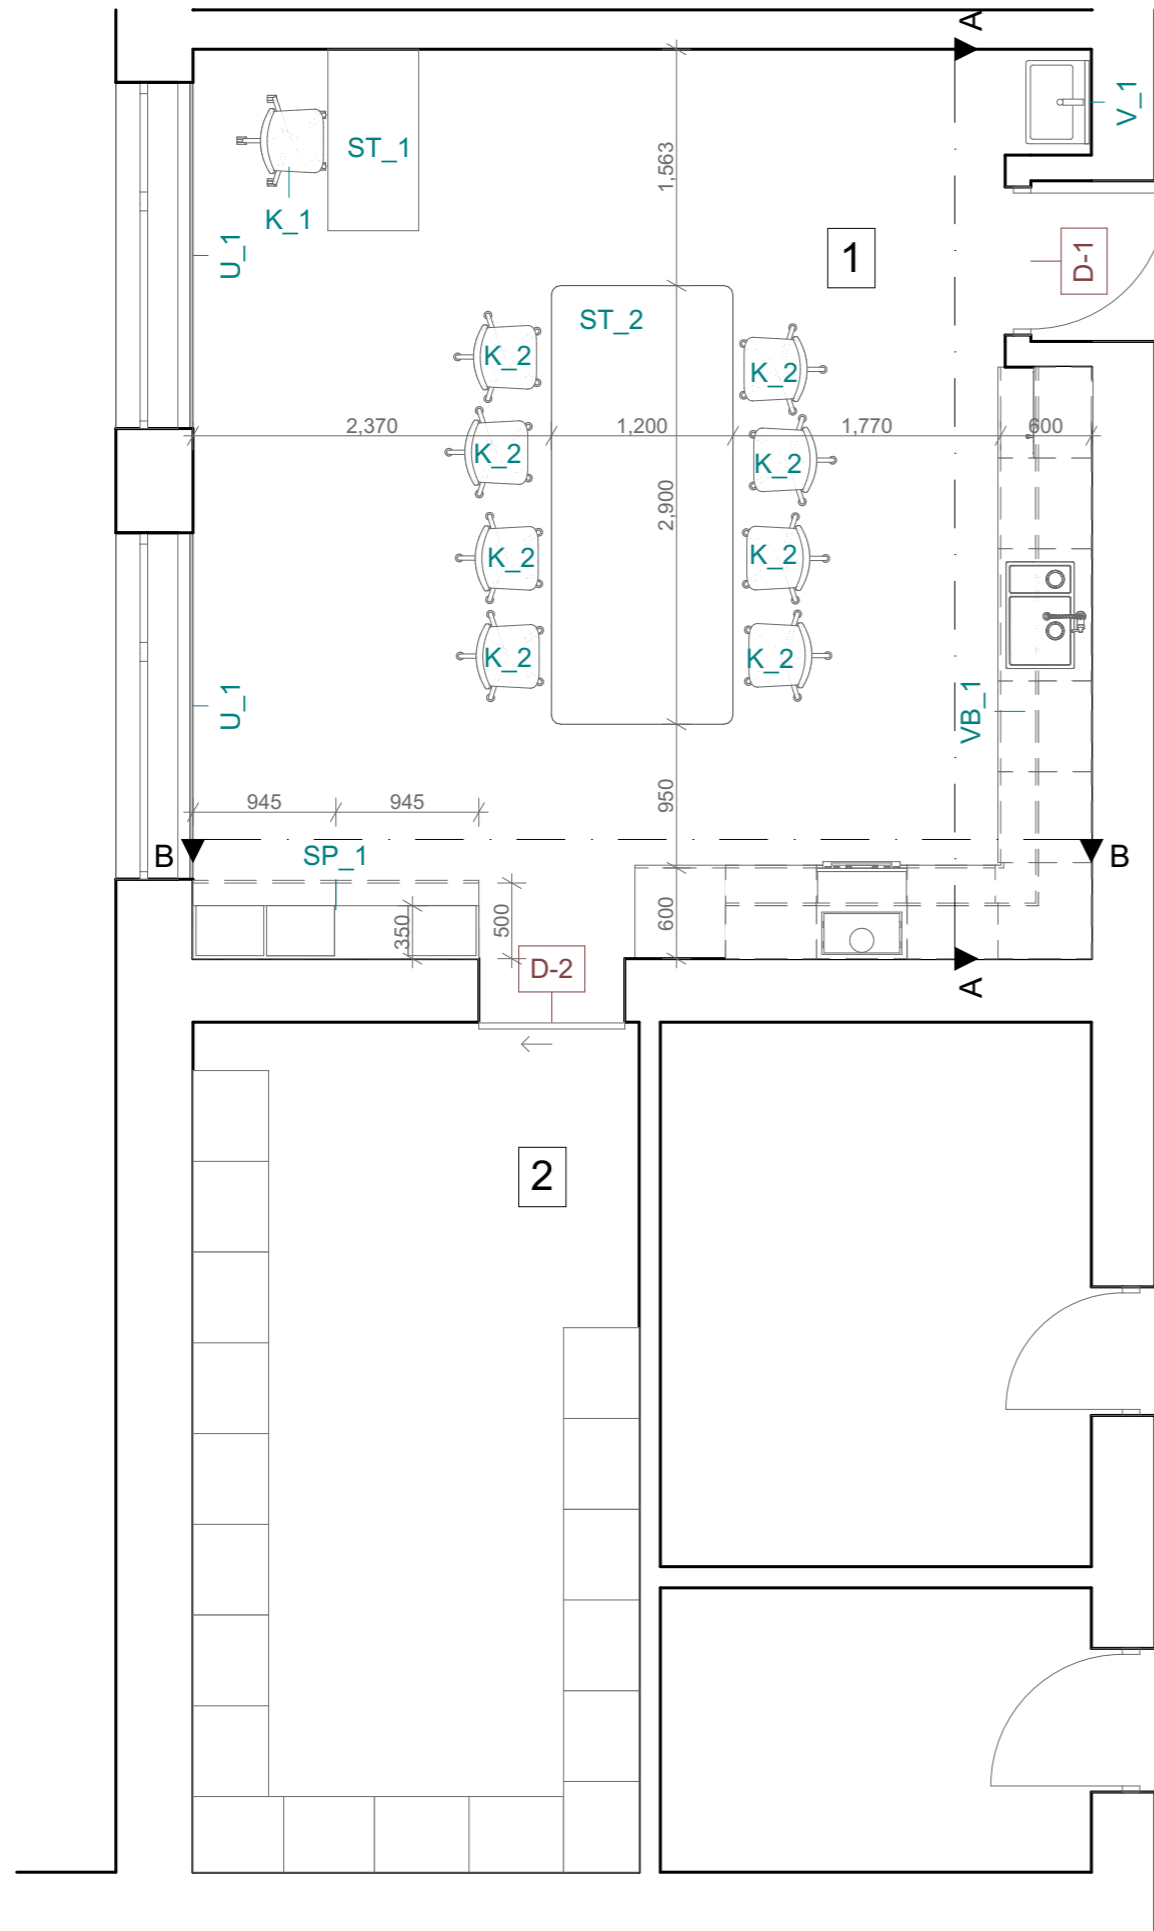 A
V_1
ST_1
K_1
U_1
1,563
1
D-1
ST_2
K_2
K_2
2,370
1,200
1,770
600
K_2
K_2
2,900
K_2
K_2
K_2
K_2
U_1
VB_1
945
945
950
B
SP_1
B
350
500
600
D-2
A
2